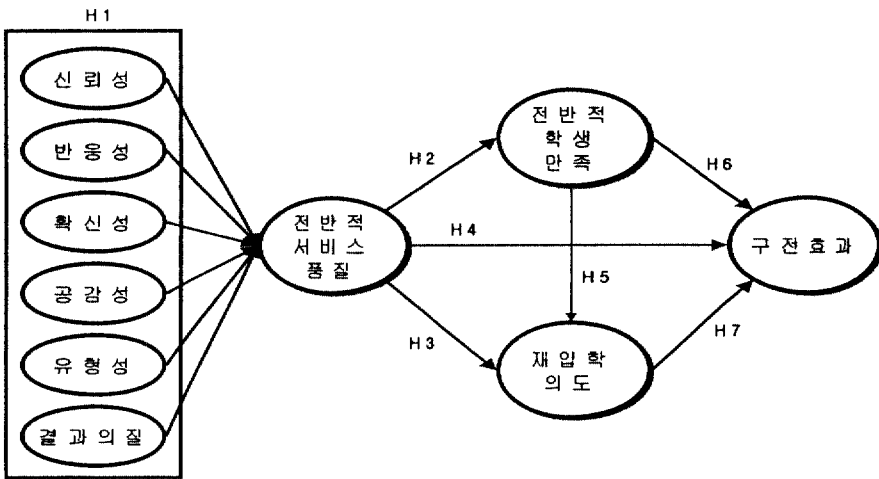 H1
신뢰성
반응성
확신성
공감성
유형성
결과의질
전반적
서비스
품질
H2
H4
H3
전반적
학생
만족
H5
재입학
의도
H6
H7
구전효과